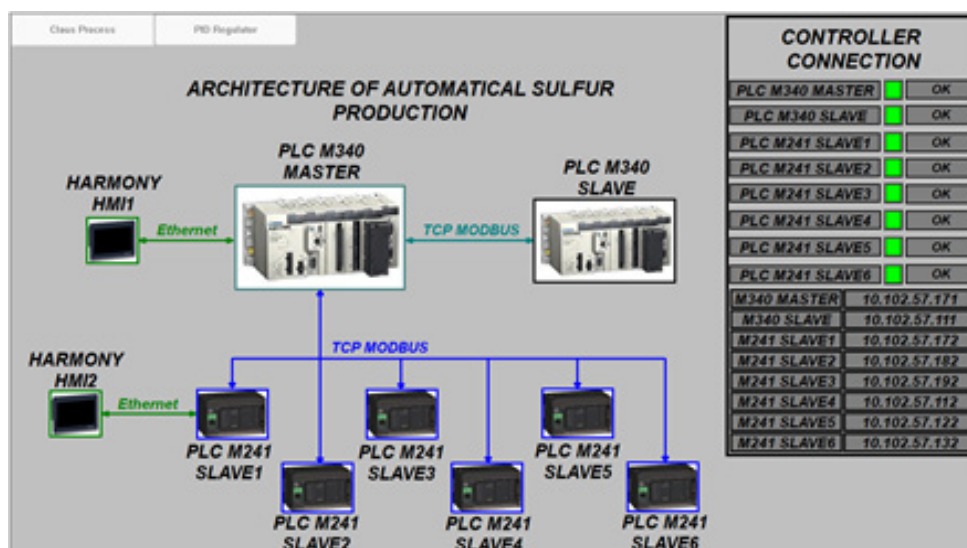 Class Process
PID Regulator
ARCHITECTURE OF AUTOMATICAL SULFUR
PRODUCTION
PLC M340
MASTER
PLC M340
SLAVE
HARMONY
HMI1
Ethernet
TCP MODBUS
TCP MODBUS
HARMONY
HMI2
Ethernet
PLC M241
SLAVE1
PLC M241
SLAVE3
PLC M241
SLAVE5
PLC M241
SLAVE2
PLC M241
SLAVE4
PLC M241
SLAVE6
CONTROLLER
CONNECTION
PLC M340 MASTER OK
PLC M340 SLAVE OK
PLC M241 SLAVE1 OK
PLC M241 SLAVE2 OK
PLC M241 SLAVE3 OK
PLC M241 SLAVE4 OK
PLC M241 SLAVE5 OK
PLC M241 SLAVE6 OK
M340 MASTER 10.102.57.171
M340 SLAVE 10.102.57.111
M241 SLAVE1 10.102.57.172
M241 SLAVE2 10.102.57.182
M241 SLAVE3 10.102.57.192
M241 SLAVE4 10.102.57.112
M241 SLAVE5 10.102.57.122
M241 SLAVE6 10.102.57.132